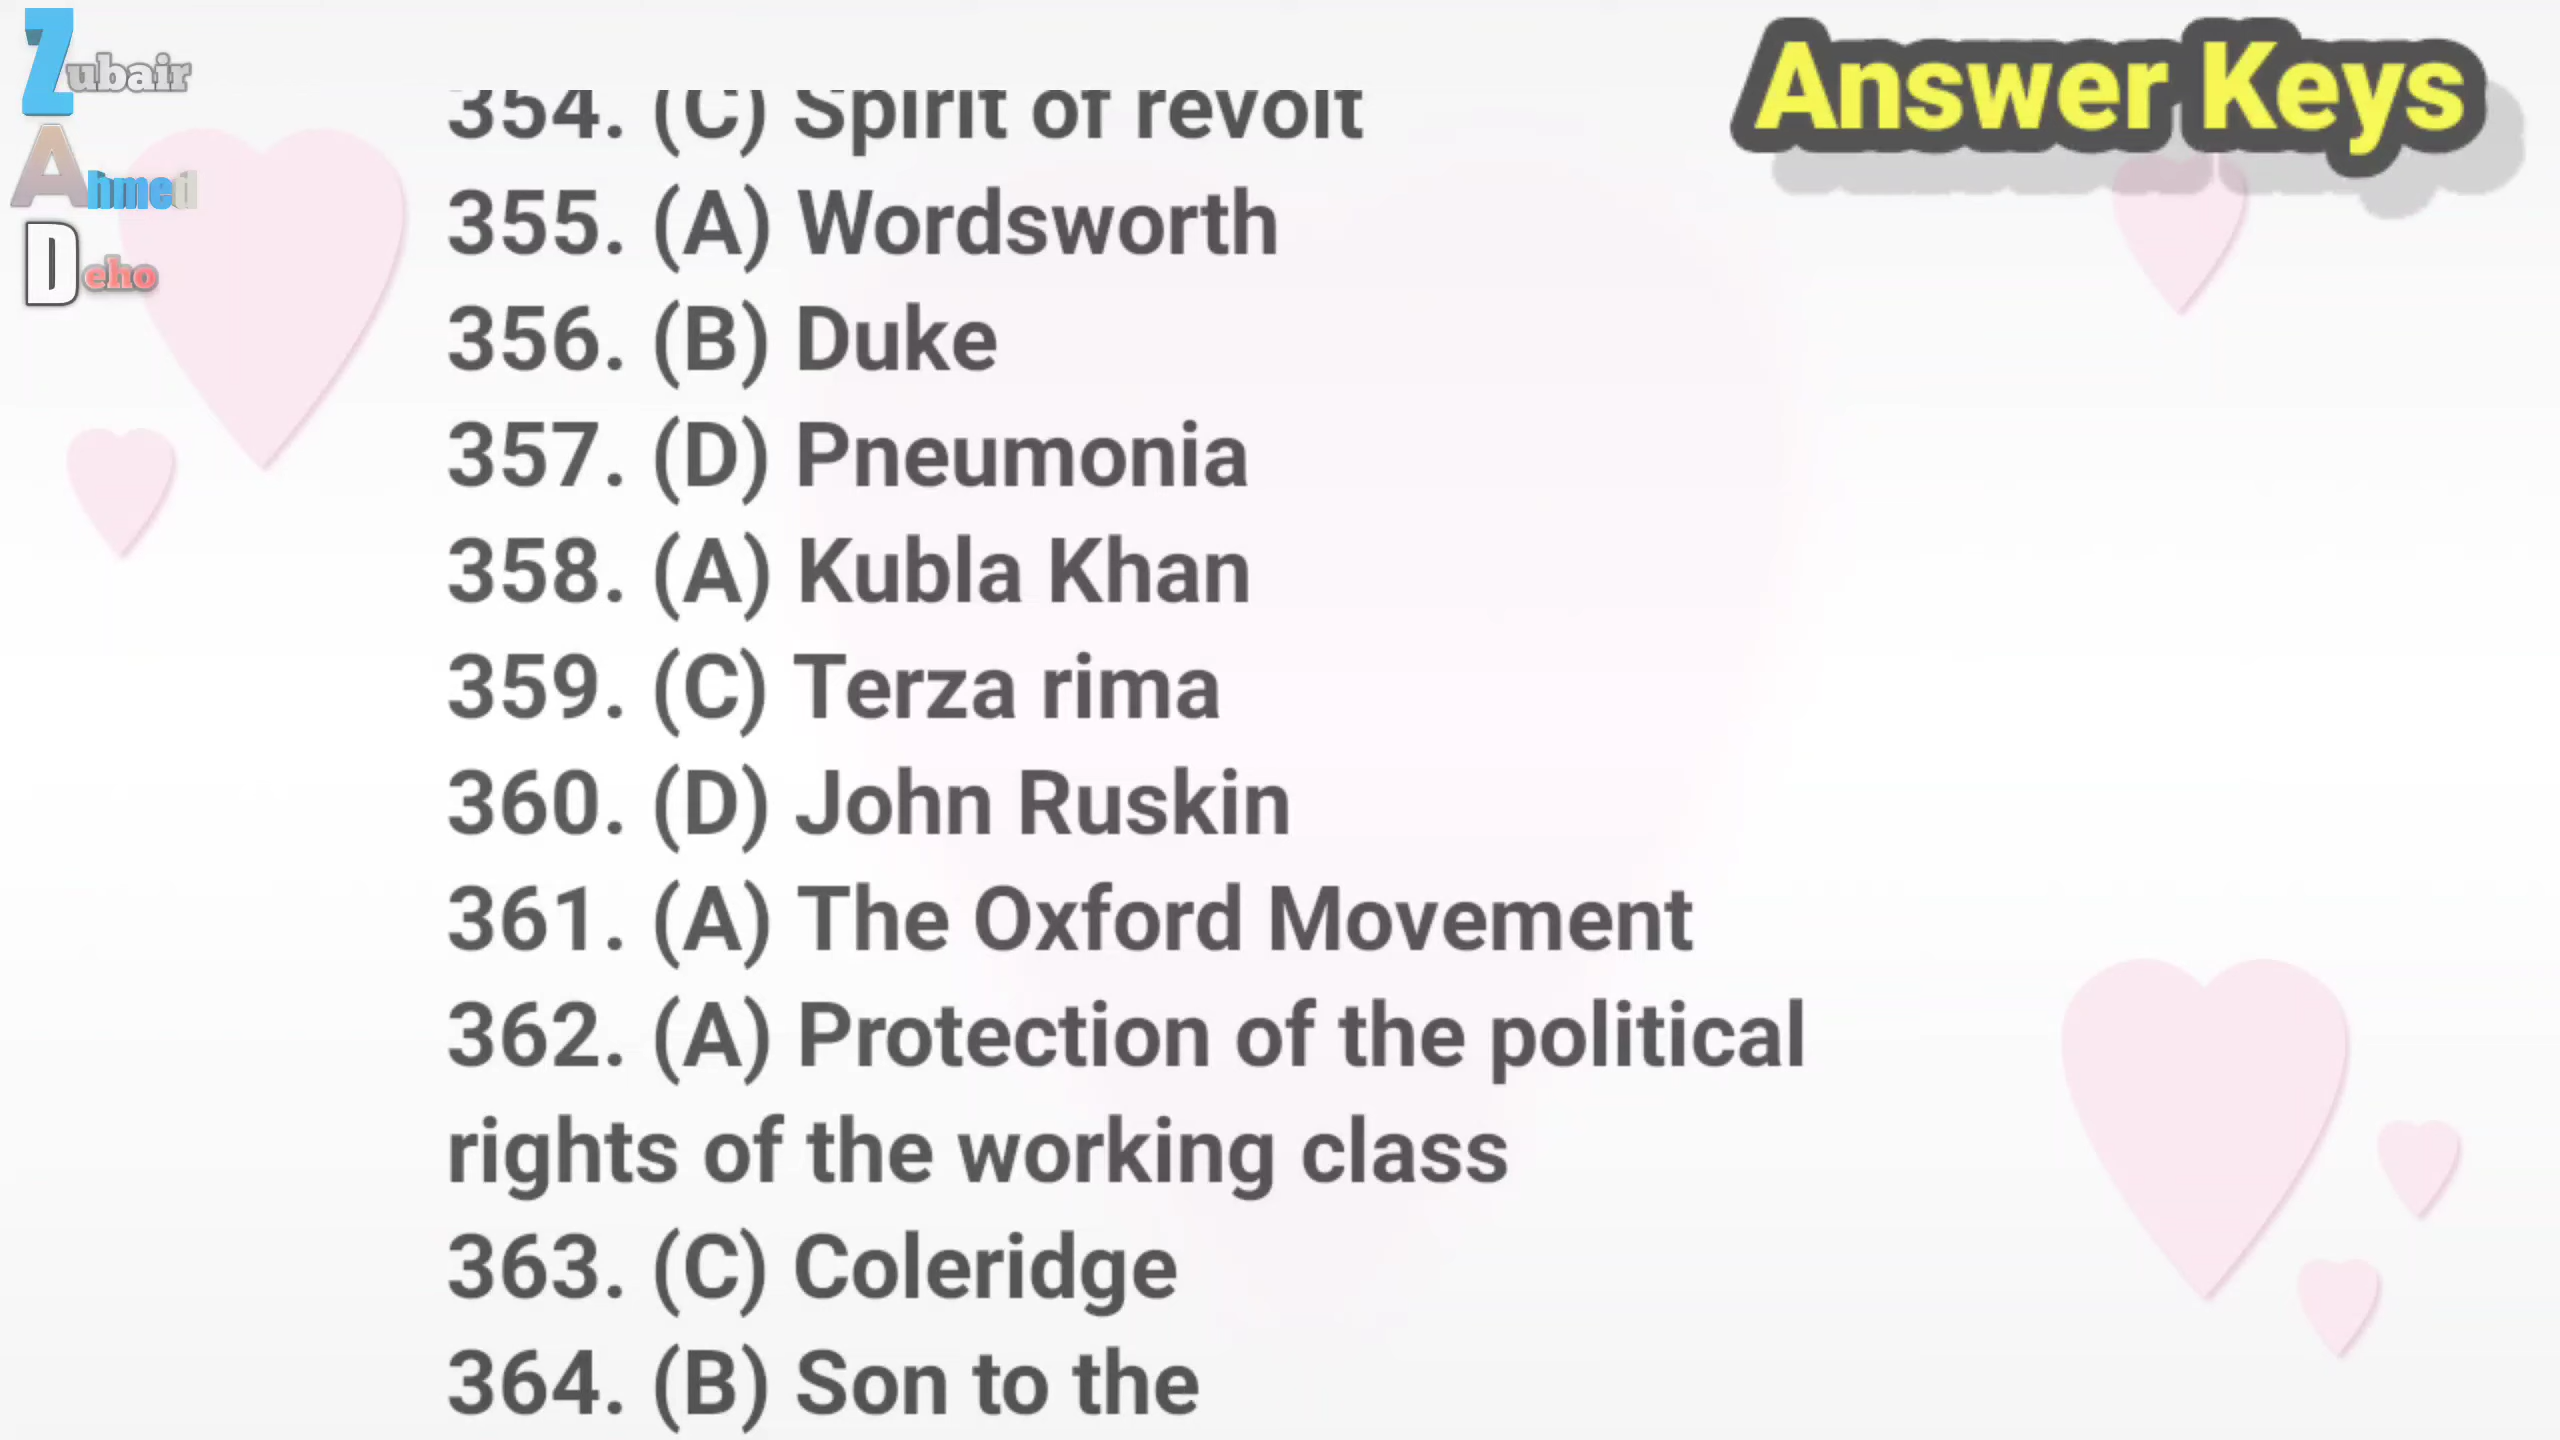 Zubair
Ahmed
Deho
Answer Keys
354. (C) Spirit of revolt
355. (A) Wordsworth
356. (B) Duke
357. (D) Pneumonia
358. (A) Kubla Khan
359. (C) Terza rima
360. (D) John Ruskin
361. (A) The Oxford Movement
362. (A) Protection of the political
rights of the working class
363. (C) Coleridge
364. (B) Son to the